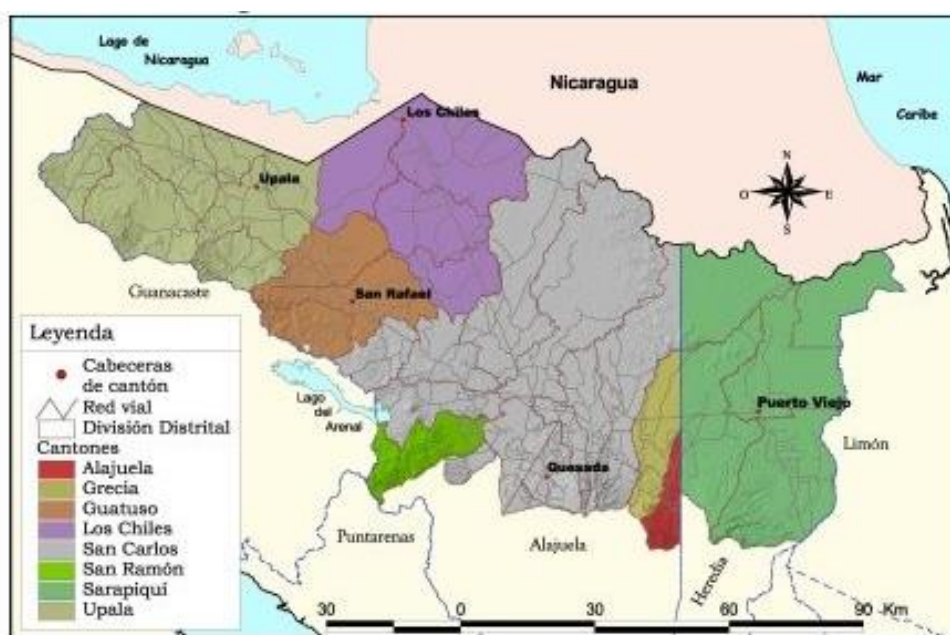 Lago de
Nicaragua
Nicaragua
Mar
Caribe
Los Chiles
Upala
N
O
E
S
San Rafael
Guanacaste
Leyenda
Cabeceras
de cantón
Red vial
División Distrital
Cantones
Alajuela
Grecia
Guatuso
Los Chiles
San Carlos
San Ramón
Sarapiquí
Upala
Lago
del
Arenal
Puerto Viejo
Limón
Quesada
Puntarenas
Alajuela
Heredia
30 0 30 60 90 Km